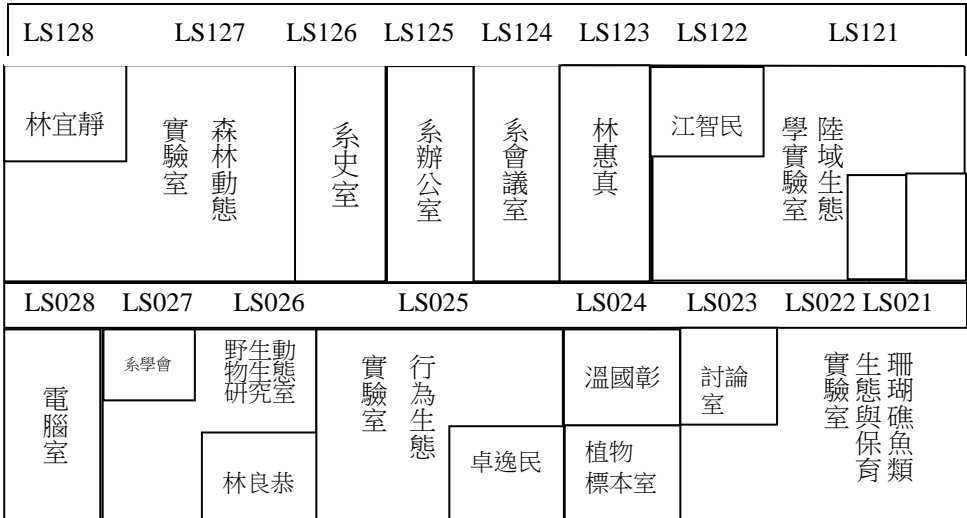 LS128 LS127 LS126 LS125 LS124 LS123 LS122 LS121
林宜靜
森林動態
實驗室
系史室
系辦公室
系會議室
林惠真
江智民
陸域生態
學實驗室
LS028 LS027 LS026 LS025 LS024 LS023 LS022 LS021
電腦室
系學會
野生動
物生態
研究室
林良恭
行為生態
實驗室
卓逸民
溫國彰
植物
標本室
討論
室
珊瑚礁魚類
生態與保育
實驗室